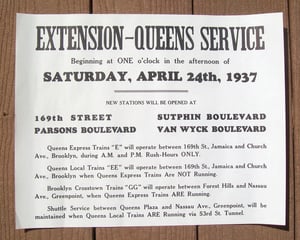 EXTENSION—QUEENS SERVICE
Beginning at ONE o'clock in the afternoon of
SATURDAY, APRIL 24th, 1937
NEW STATIONS WILL BE OPENED AT
169th STREET SUTPHIN BOULEVARD
PARSONS BOULEVARD VAN WYCK BOULEVARD
Queens Express Trains "E" will operate between 169th St., Jamaica and Church
Ave., Brooklyn, during A.M. and P.M. Rush-Hours ONLY.
Queens Local Trains "EE" will operate between 169th St., Jamaica and Church
Ave., Brooklyn when Queens Express Trains Are NOT Running.
Brooklyn Crosstown Trains "GG" will operate between Forest Hills and Nassau
Ave., Greenpoint, when Queens Express Trains ARE RUNNING.
Shuttle Service between Queens Plaza and Nassau Ave., Greenpoint, will be
maintained when Queens Local Trains ARE Running via 53rd St. Tunnel.